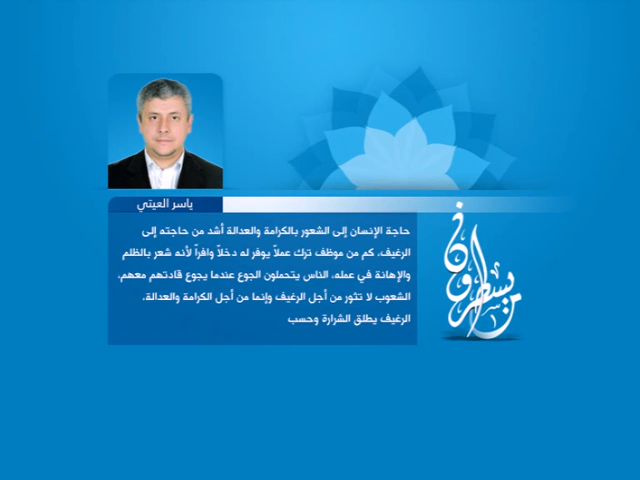 ياسر العيتي
حاجة الإنسان إلى الشعور بالكرامة والعدالة أشد من حاجته إلى
الرغيف، كم من موظف ترك عملاً يوفر له دخلاً وافراً لأنه شعر بالظلم
والإهانة في عمله، الناس يتحملون الجوع عندما يجوع قادتهم معهم،
الشعوب لا تثور من أجل الرغيف وإنما من أجل الكرامة والعدالة،
الرغيف يطلق الشرارة وحسب